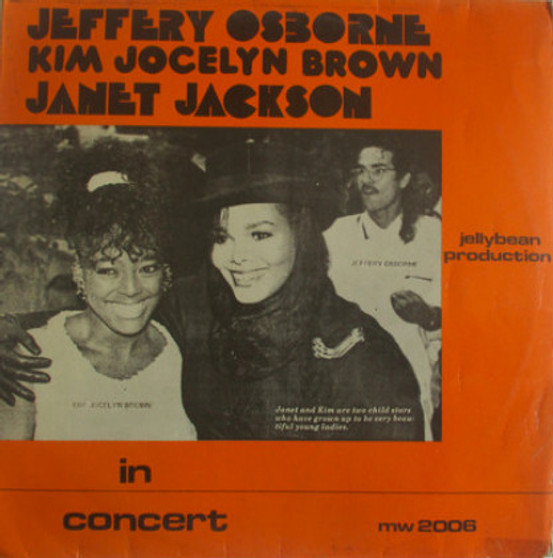 JEFFERY OSBORNE
KIM JOCELYN BROWN
JANET JACKSON
jellybean
production
JEFFERY OSBORNE
KIM JOCELYN BROWN
Janet and Kim are two child stars
who have grown up to be very beau-
tiful young ladies.
in
concert
mw 2006